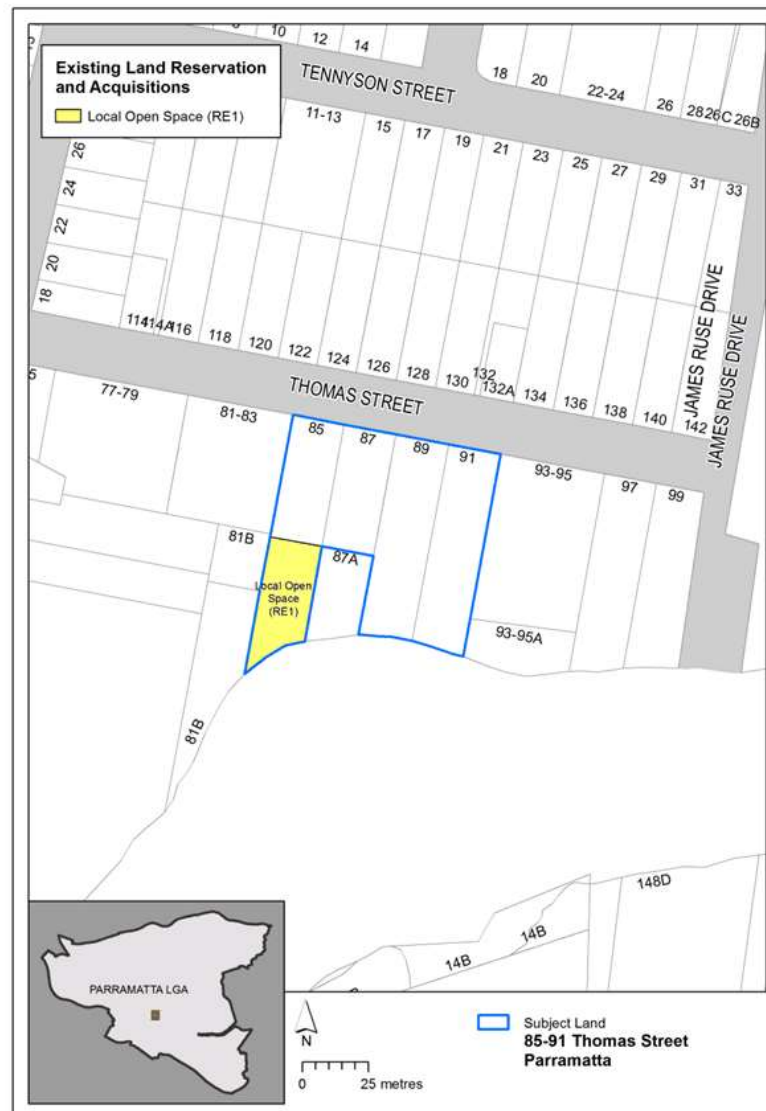 8
10
12
14
18
20
22-24
26
28
26C
26B
Existing Land Reservation
and Acquisitions
Local Open Space (RE1)
TENNYSON STREET
11-13
15
17
19
21
23
25
27
29
31
33
26
24
22
20
18
JAMES RUSE DRIVE
JAMES RUSE DRIVE
114
114A
116
118
120
122
124
126
128
130
132
132A
134
136
138
140
142
THOMAS STREET
5
77-79
81-83
85
87
89
91
93-95
97
99
81B
87A
Local Open
Space
(RE1)
93-95A
81B
148D
14B
14B
PARRAMATTA LGA
N
0 25 metres
Subject Land
85-91 Thomas Street
Parramatta